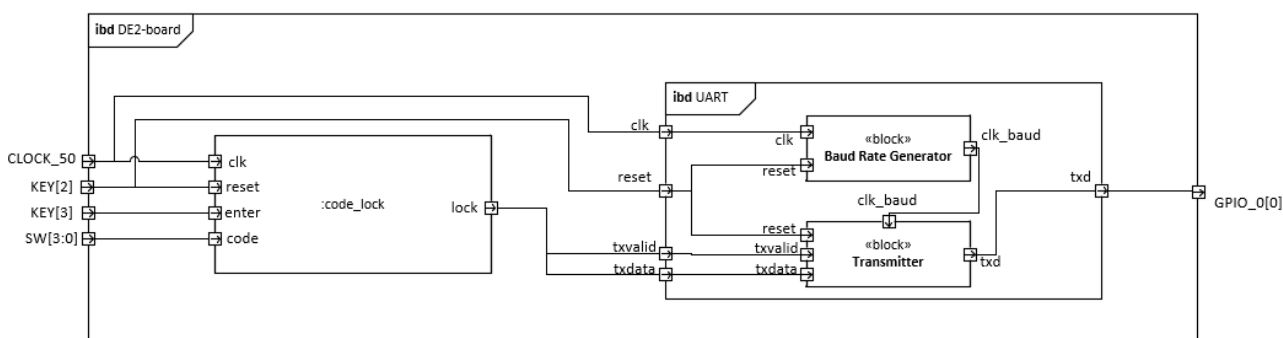 ibd DE2-board
ibd UART
CLOCK_50
KEY[2]
KEY[3]
SW[3:0]
clk
reset
enter
code
:code_lock
lock
clk
reset
txvalid
txdata
clk
reset
«block»
Baud Rate Generator
clk_baud
clk_baud
reset
txvalid
txdata
«block»
Transmitter
txd
txd
GPIO_0[0]